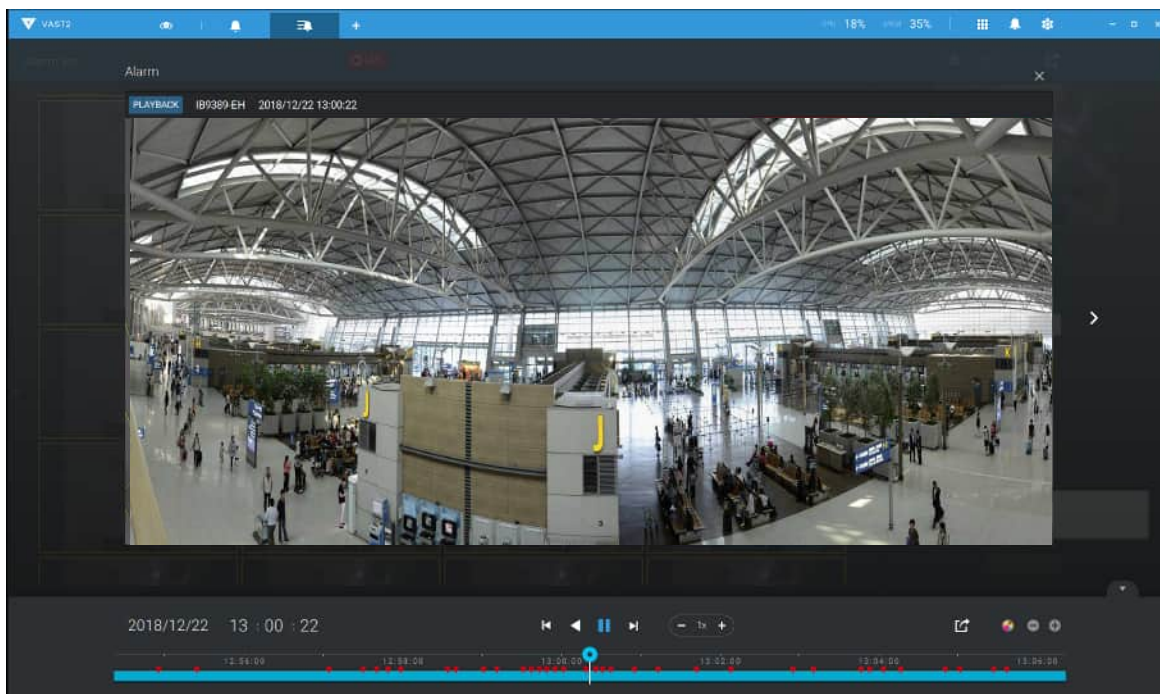 VAST2
18% 35%
Alarm
PLAYBACK IB9389-EH 2018/12/22 13:00:22
H
K
J
J
3
2018/12/22 13 : 00 : 22
1x
12:56:00 12:58:00 13:00:00 13:02:00 13:04:00 13:06:00